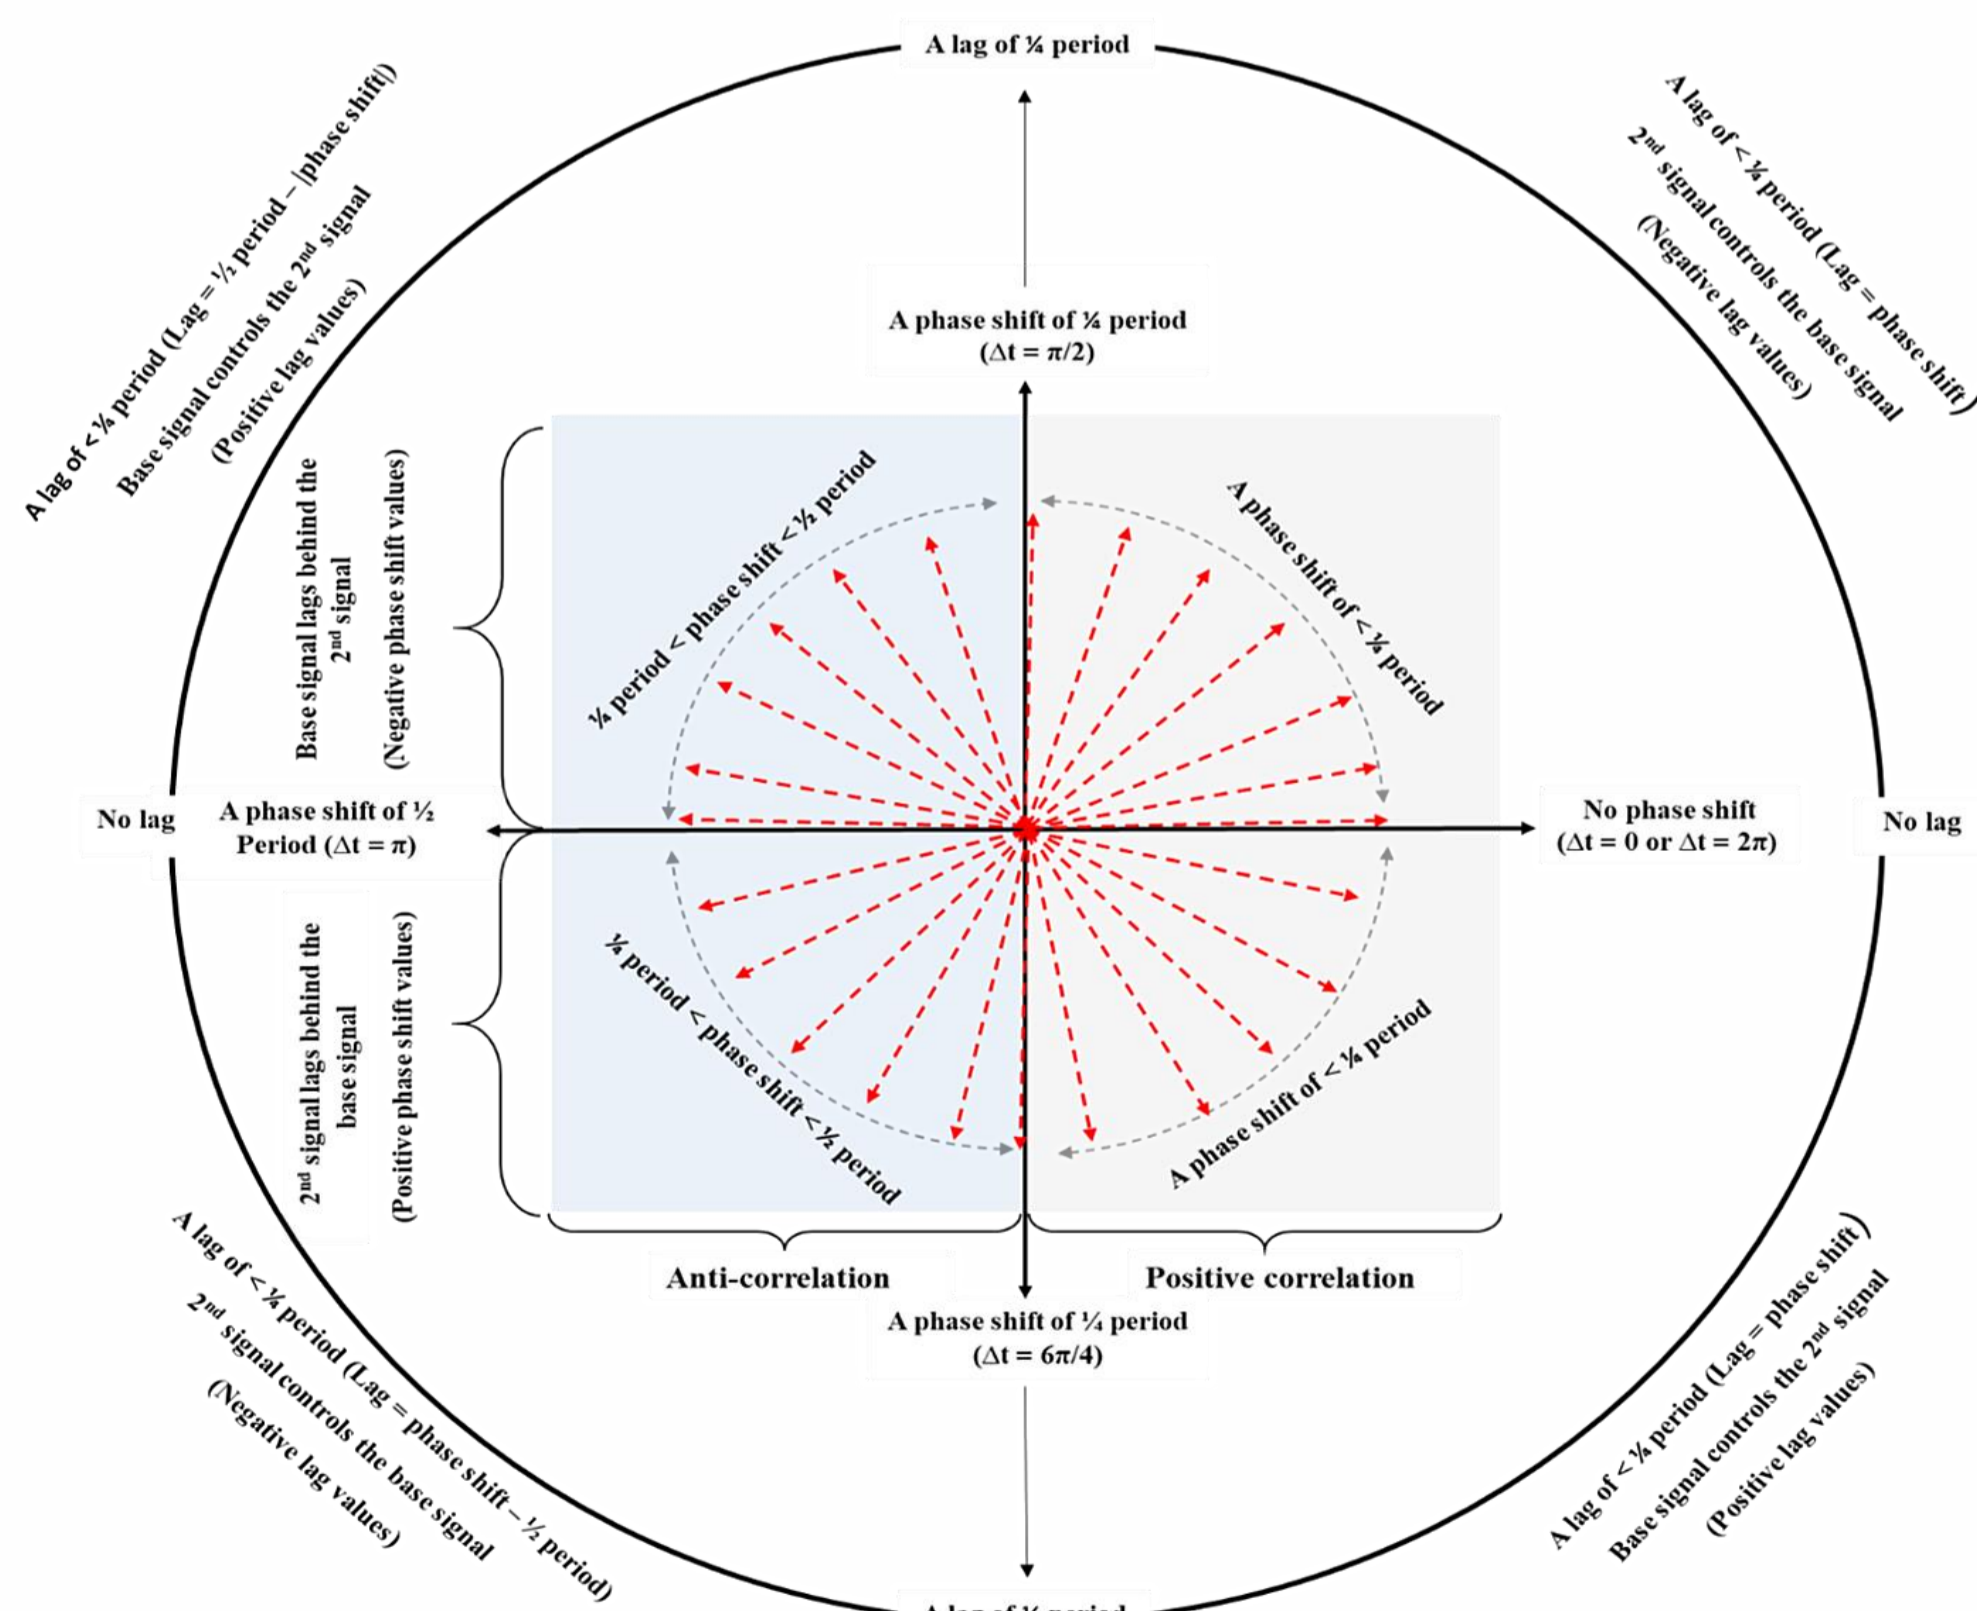 A lag of ¼ period
A lag of < ¼ period (Lag = ½ period – |phase shift|)
Base signal controls the 2nd signal
(Positive lag values)
A lag of < ¼ period (Lag = phase shift)
2nd signal controls the base signal
(Negative lag values)
A phase shift of ¼ period
(Δt = π/2)
Base signal lags behind the
2nd signal
(Negative phase shift values)
¼ period < phase shift < ½ period
A phase shift of < ¼ period
No lag
A phase shift of ½
Period (Δt = π)
No phase shift
(Δt = 0 or Δt = 2π)
No lag
2nd signal lags behind the
base signal
(Positive phase shift values)
¼ period < phase shift < ½ period
A phase shift of < ¼ period
Anti-correlation
Positive correlation
A phase shift of ¼ period
(Δt = 6π/4)
A lag of < ¼ period (Lag = phase shift – ½ period)
2nd signal controls the base signal
(Negative lag values)
A lag of < ¼ period (Lag = phase shift)
Base signal controls the 2nd signal
(Positive lag values)
A lag of ¼ period